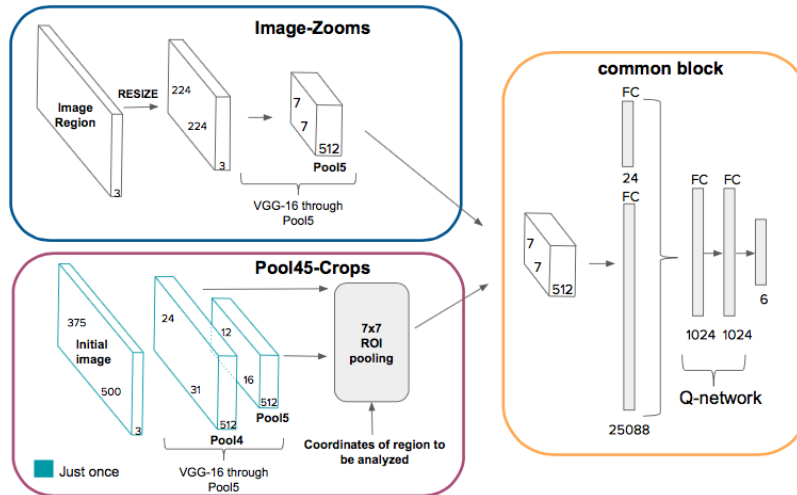 Image-Zooms
RESIZE
Image
Region
3
224
224
3
7
7
512
Pool5
VGG-16 through
Pool5
Pool45-Crops
375
Initial
image
500
3
24
31
512
Pool4
12
16
512
Pool5
VGG-16 through
Pool5
7x7
ROI
pooling
Coordinates of region to
be analyzed
Just once
common block
7
7
512
FC
24
FC
25088
FC
FC
1024
1024
6
Q-network